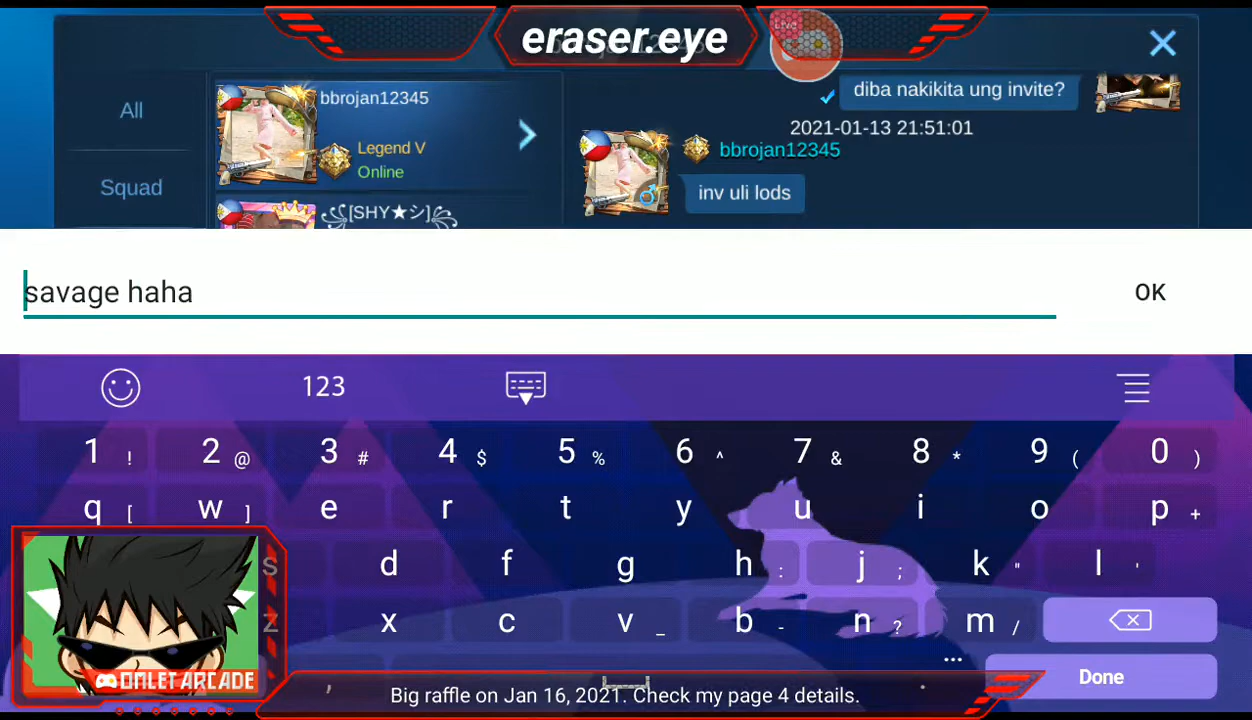 eraser.eye
LIVE
All
Squad
bbrojan12345
Legend V
Online
[SHY★シ]
diba nakikita ung invite?
2021-01-13 21:51:01
bbrojan12345
inv uli lods
savage haha
OK
123
1 ! 2 @ 3 # 4 $ 5 % 6 ^ 7 & 8 * 9 ( 0 )
q [ w ] e r t y u i o p +
s d f g h : j ; k " l '
z x c v _ b - n ? m /
, ... .
Done
OMLET ARCADE
Big raffle on Jan 16, 2021. Check my page 4 details.